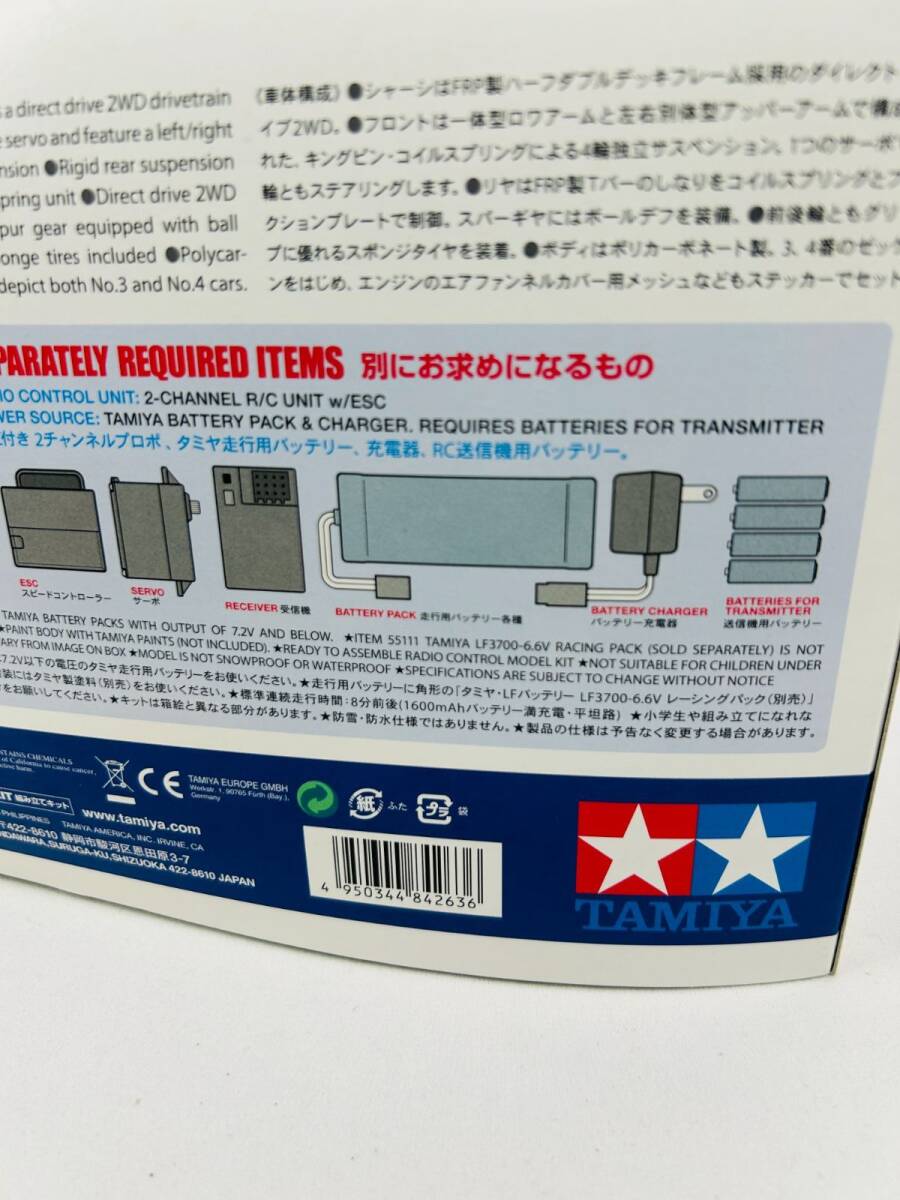 s a direct drive 2WD drivetrain
e servo and feature a left/right
nsion ●Rigid rear suspension
pring unit ●Direct drive 2WD
pur gear equipped with ball
onge tires included ●Polycar-
depict both No.3 and No.4 cars.
《車体構成》●シャーシはFRP製ハーフダブルデッキフレーム採用のダイレクト
イブ2WD。●フロントは一体型ロワアームと左右別体型アッパーアームで構成
れた、キングピン・コイルスプリングによる4輪独立サスペンション、1つのサーボで
輪ともステアリングします。●リヤはFRP製Tバーのしなりをコイルスプリングとフ
クションプレートで制御。スパーギヤにはボールデフを装備。●前後輪ともグリッ
プに優れるスポンジタイヤを装着。●ボディはポリカーボネート製。3、4番のゼッケ
ンをはじめ、エンジンのエアファンネルカバー用メッシュなどもステッカーでセット
PARATELY REQUIRED ITEMS 別にお求めになるもの
IO CONTROL UNIT: 2-CHANNEL R/C UNIT w/ESC
WER SOURCE: TAMIYA BATTERY PACK & CHARGER. REQUIRES BATTERIES FOR TRANSMITTER
付き 2チャンネルプロポ、タミヤ走行用バッテリー、充電器、RC送信機用バッテリー。
ESC
スピードコントローラー
SERVO
サーボ
RECEIVER 受信機
BATTERY PACK 走行用バッテリー各種
BATTERY CHARGER
バッテリー充電器
BATTERIES FOR
TRANSMITTER
送信機用バッテリー
TAMIYA BATTERY PACKS WITH OUTPUT OF 7.2V AND BELOW. ★ITEM 55111 TAMIYA LF3700-6.6V RACING PACK (SOLD SEPARATELY) IS NOT
★PAINT BODY WITH TAMIYA PAINTS (NOT INCLUDED). ★READY TO ASSEMBLE RADIO CONTROL MODEL KIT ★NOT SUITABLE FOR CHILDREN UNDER
ARY FROM IMAGE ON BOX ★MODEL IS NOT SNOWPROOF OR WATERPROOF ★SPECIFICATIONS ARE SUBJECT TO CHANGE WITHOUT NOTICE
7.2V以下の電圧のタミヤ走行用バッテリーをお使いください。★走行用バッテリーに角形の「タミヤ・LFバッテリー LF3700-6.6V レーシングパック(別売)」
装にはタミヤ製塗料(別売)をお使いください。★標準連続走行時間：8分前後(1600mAhバッテリー満充電・平坦路) ★小学生や組み立てになれな
をお願いしてください。★キットは箱絵と異なる部分があります。★防雪・防水仕様ではありません。★製品の仕様は予告なく変更する場合があります。
NTAINS CHEMICALS
of California to cause cancer,
ctive harm.
CE
TAMIYA EUROPE GMBH
Werkstr. 1, 90765 Fürth (Bay.),
Germany
紙 ふた
プラ 袋
IT 組み立てキット
www.tamiya.com
PHILIPPINES TAMIYA AMERICA, INC. IRVINE, CA
〒422-8610 静岡市駿河区恩田原3-7
NDAWARA, SURUGA-KU, SHIZUOKA 422-8610 JAPAN
4 950344 842636
TAMIYA